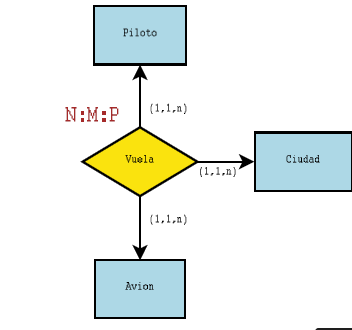 Piloto
N:M:P
(1,1,n)
Vuela
(1,1,n)
Ciudad
(1,1,n)
Avion